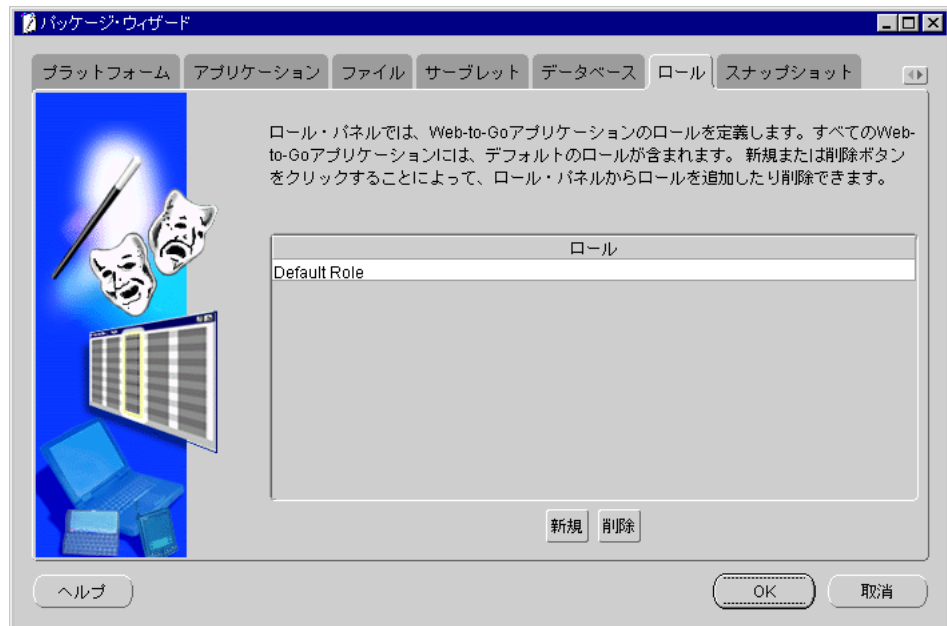 パッケージ・ウィザード
プラットフォーム アプリケーション ファイル サーブレット データベース ロール スナップショット
ロール・パネルでは、Web-to-Goアプリケーションのロールを定義します。すべてのWeb-
to-Goアプリケーションには、デフォルトのロールが含まれます。 新規または削除ボタン
をクリックすることによって、ロール・パネルからロールを追加したり削除できます。
ロール
Default Role
新規 削除
ヘルプ OK 取消